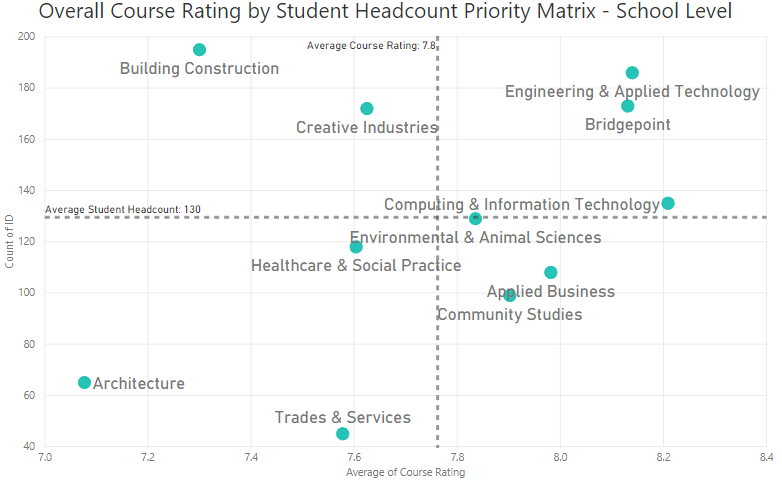 Overall Course Rating by Student Headcount Priority Matrix - School Level
200
Average Course Rating: 7.8
Building Construction
180
Engineering & Applied Technology
Creative Industries
Bridgepoint
160
140
Average Student Headcount: 130
Computing & Information Technology
Count of ID
120
Environmental & Animal Sciences
Healthcare & Social Practice
100
Applied Business
Community Studies
80
Architecture
60
Trades & Services
40
7.0 7.2 7.4 7.6 7.8 8.0 8.2 8.4
Average of Course Rating